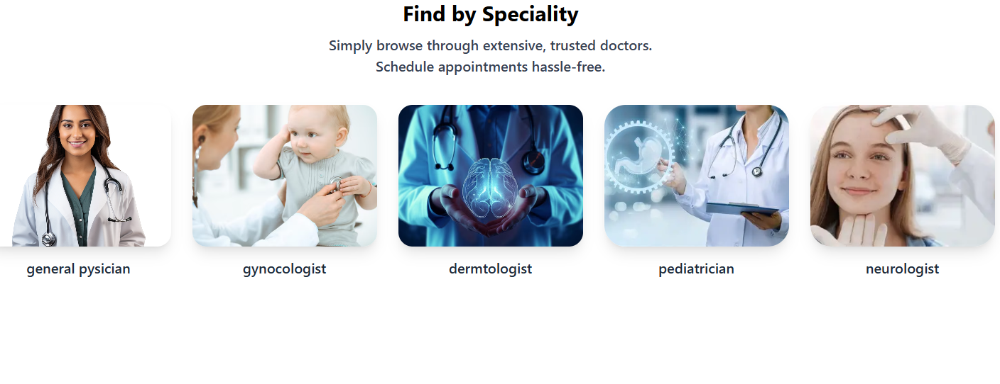 Find by Speciality
Simply browse through extensive, trusted doctors.
Schedule appointments hassle-free.
general pysician
gynocologist
dermtologist
pediatrician
neurologist